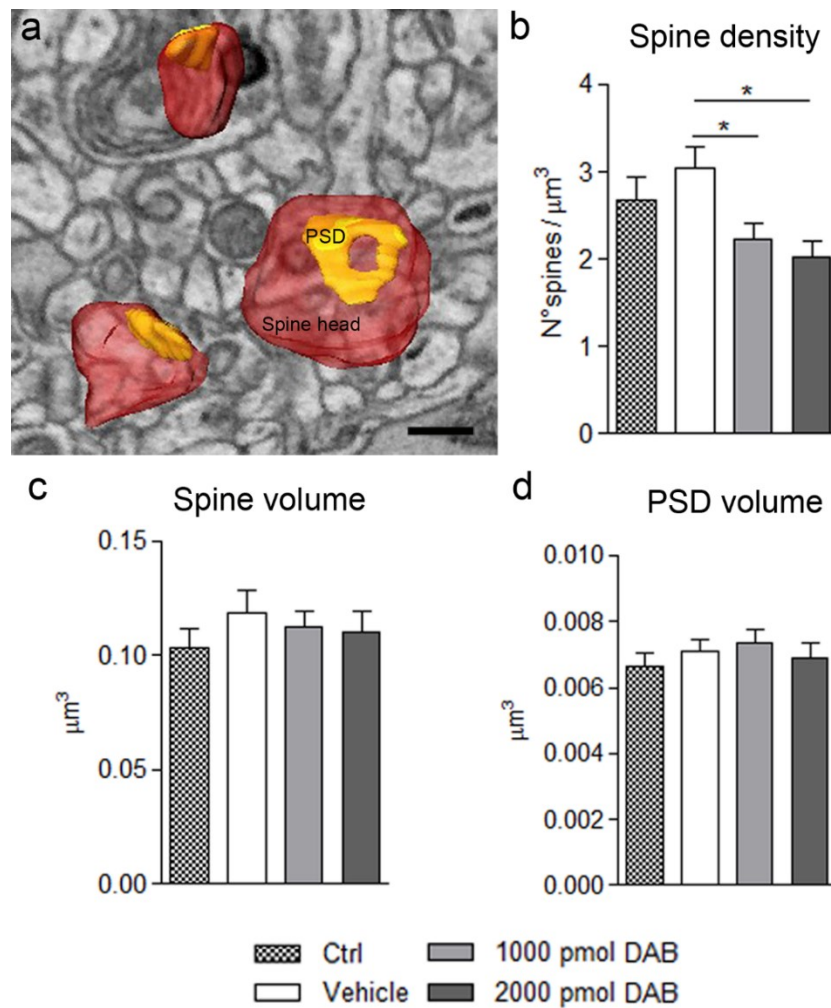 a
PSD
Spine head
b
Spine density
4
3
2
1
0
N°spines / μm³
*
*
c
Spine volume
0.15
0.10
0.05
0.00
μm³
d
PSD volume
0.010
0.008
0.006
0.004
0.002
0.000
μm³
Ctrl
1000 pmol DAB
Vehicle
2000 pmol DAB